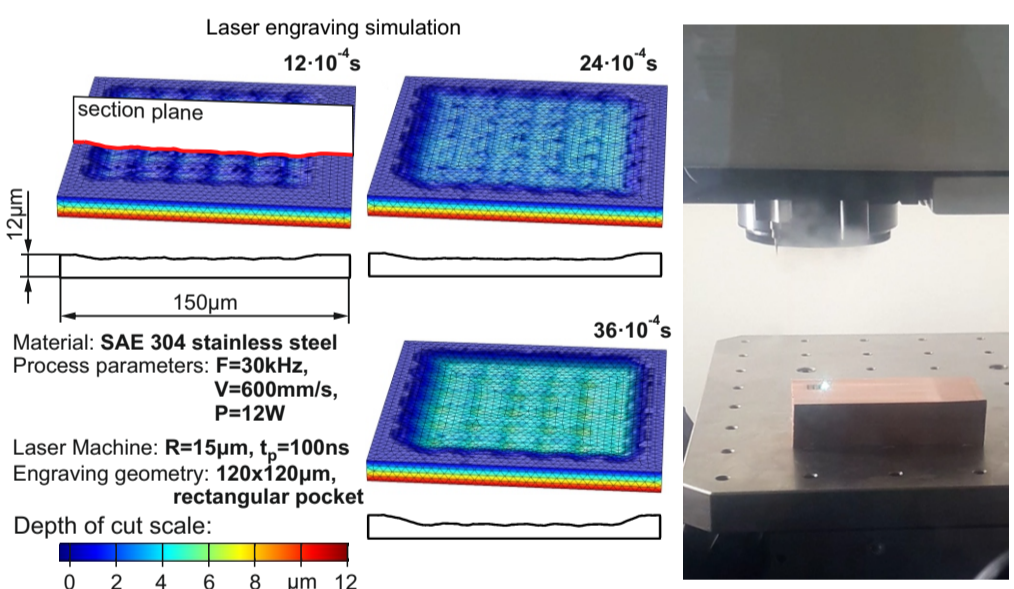 Laser engraving simulation
12·10⁻⁴s
24·10⁻⁴s
section plane
12µm
150µm
36·10⁻⁴s
Material: SAE 304 stainless steel
Process parameters: F=30kHz,
V=600mm/s,
P=12W
Laser Machine: R=15µm, tₚ=100ns
Engraving geometry: 120x120µm,
rectangular pocket
Depth of cut scale:
0 2 4 6 8 µm 12